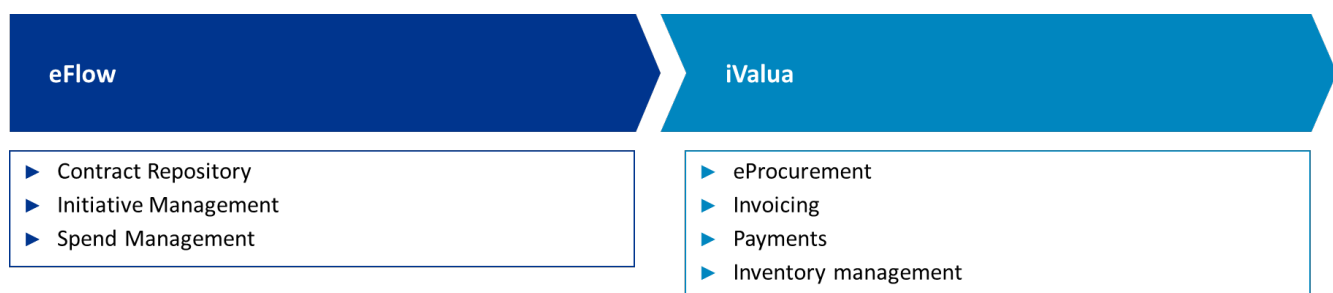 eFlow
iValua
Contract Repository
Initiative Management
Spend Management
eProcurement
Invoicing
Payments
Inventory management